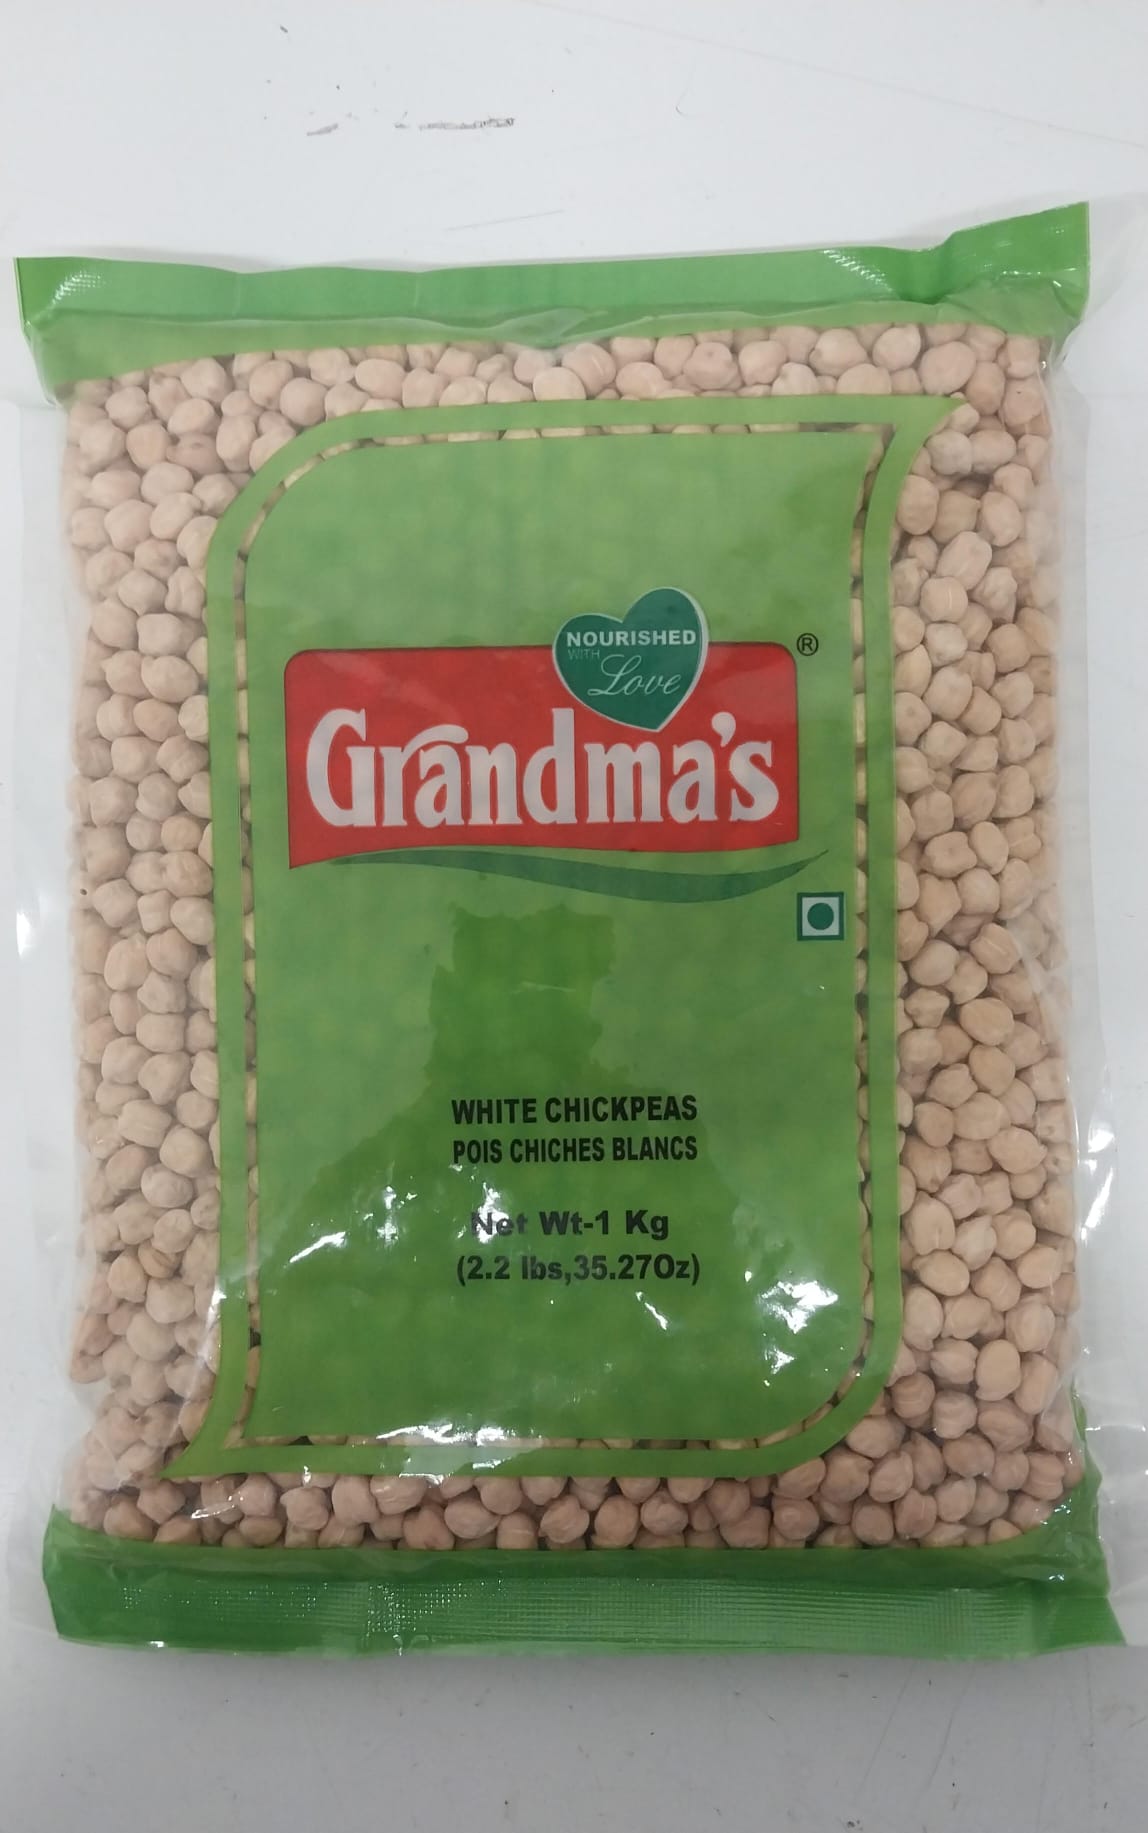 NOURISHED
WITH
Love
Grandma's
®
WHITE CHICKPEAS
POIS CHICHES BLANCS
Net Wt-1 Kg
(2.2 lbs,35.27Oz)